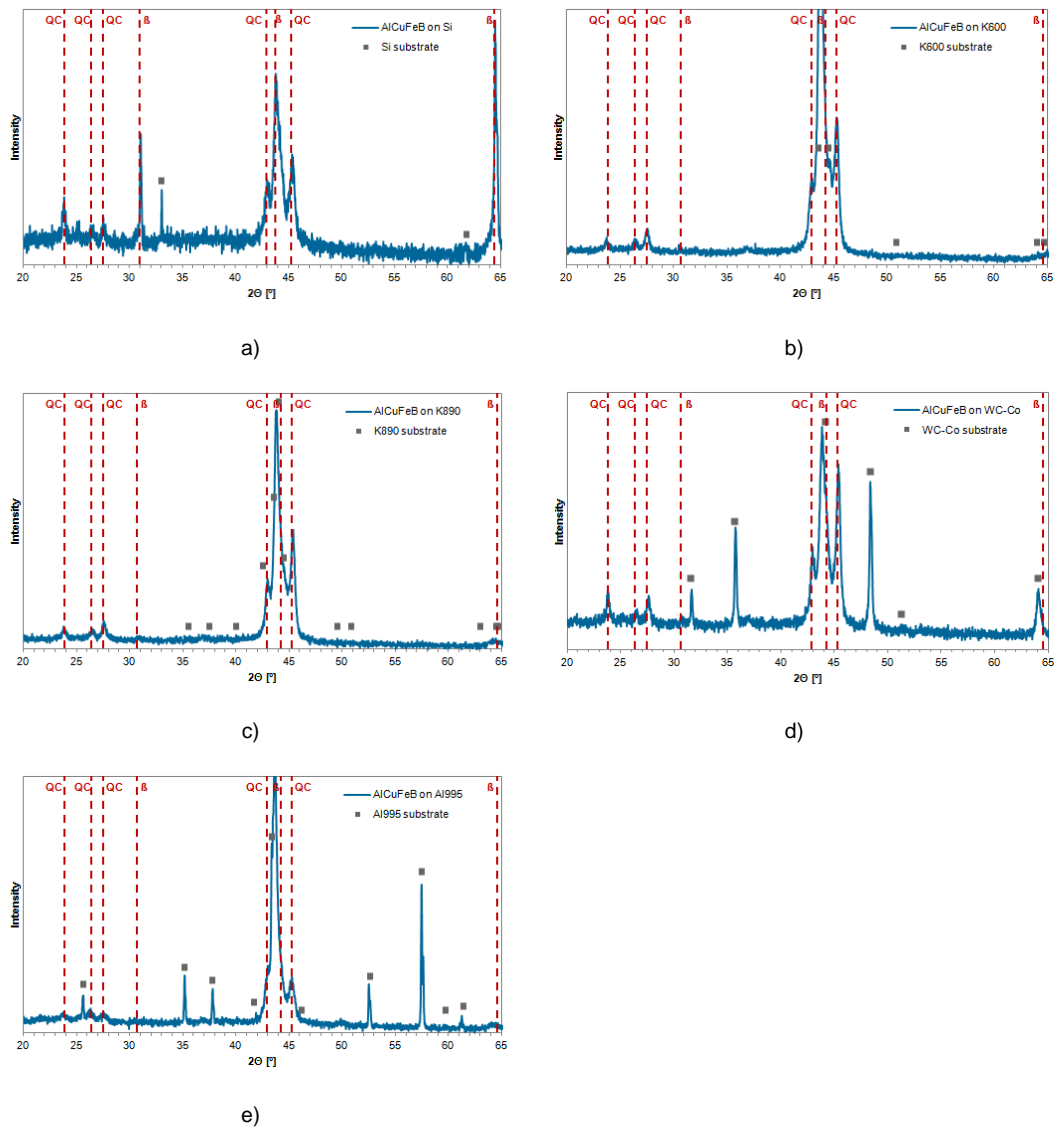 QC QC QC ß QC ß QC ß
AlCuFeB on Si
Si substrate
Intensity
20 25 30 35 40 45 50 55 60 65
2Θ [°]
a)
QC QC QC ß QC ß QC ß
AlCuFeB on K600
K600 substrate
Intensity
20 25 30 35 40 45 50 55 60 65
2Θ [°]
b)
QC QC QC ß QC ß QC ß
AlCuFeB on K890
K890 substrate
Intensity
20 25 30 35 40 45 50 55 60 65
2Θ [°]
c)
QC QC QC ß QC ß QC ß
AlCuFeB on WC-Co
WC-Co substrate
Intensity
20 25 30 35 40 45 50 55 60 65
2Θ [°]
d)
QC QC QC ß QC ß QC ß
AlCuFeB on Al995
Al995 substrate
Intensity
20 25 30 35 40 45 50 55 60 65
2Θ [°]
e)